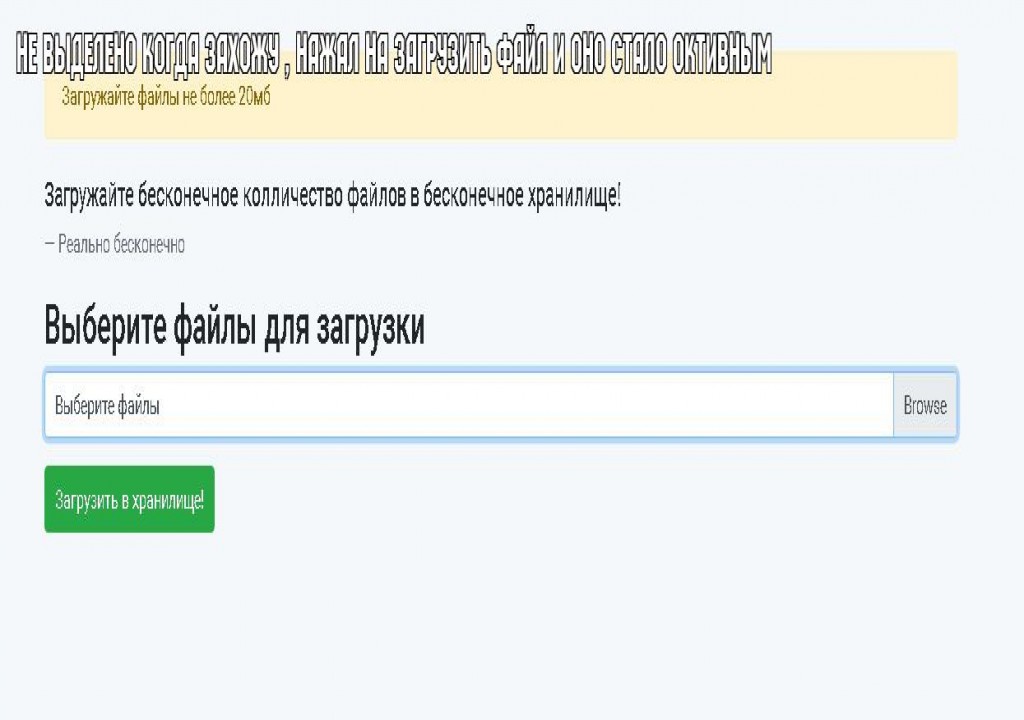 НЕ ВЫДЕЛЕНО КОГДА ЗАХОЖУ , НАЖАЛ НА ЗАГРУЗИТЬ ФАЙЛ И ОНО СТАЛО ОКТИВНЫМ
Загружайте файлы не более 20мб
Загружайте бесконечное колличество файлов в бесконечное хранилище!
— Реально бесконечно
Выберите файлы для загрузки
Выберите файлы Browse
Загрузить в хранилище!